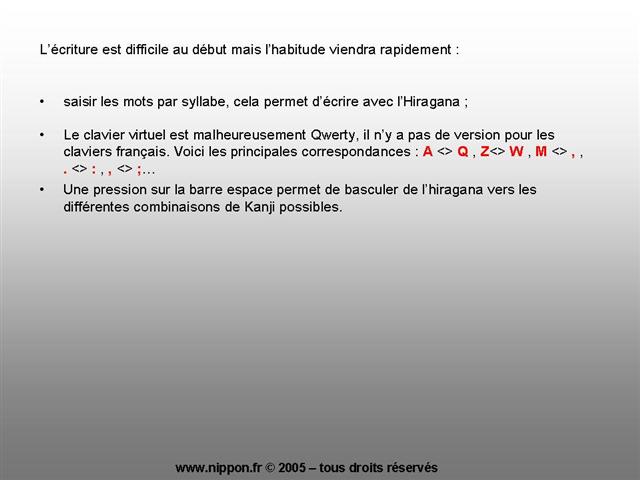 L’écriture est difficile au début mais l’habitude viendra rapidement :
• saisir les mots par syllabe, cela permet d’écrire avec l’Hiragana ;
• Le clavier virtuel est malheureusement Qwerty, il n’y a pas de version pour les
claviers français. Voici les principales correspondances : A <> Q , Z<> W , M <> , ,
. <> : , , <> ;…
• Une pression sur la barre espace permet de basculer de l’hiragana vers les
différentes combinaisons de Kanji possibles.
www.nippon.fr © 2005 – tous droits réservés